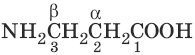 β α
NH₂CH₂CH₂COOH
3 2 1